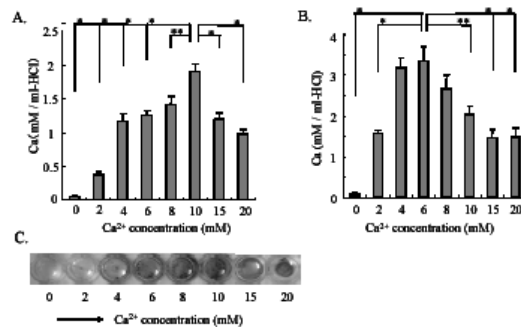 A.
* * * * ** * *
Ca(mM / ml-HCl)
2.5
2
1.5
1
0.5
0
0 2 4 6 8 10 15 20
Ca2+ concentration (mM)
B.
* * ** * *
Ca (mM / ml-HCl)
4
3
2
1
0
0 2 4 6 8 10 15 20
Ca²⁺ concentration (mM)
C.
0 2 4 6 8 10 15 20
Ca²⁺ concentration (mM)